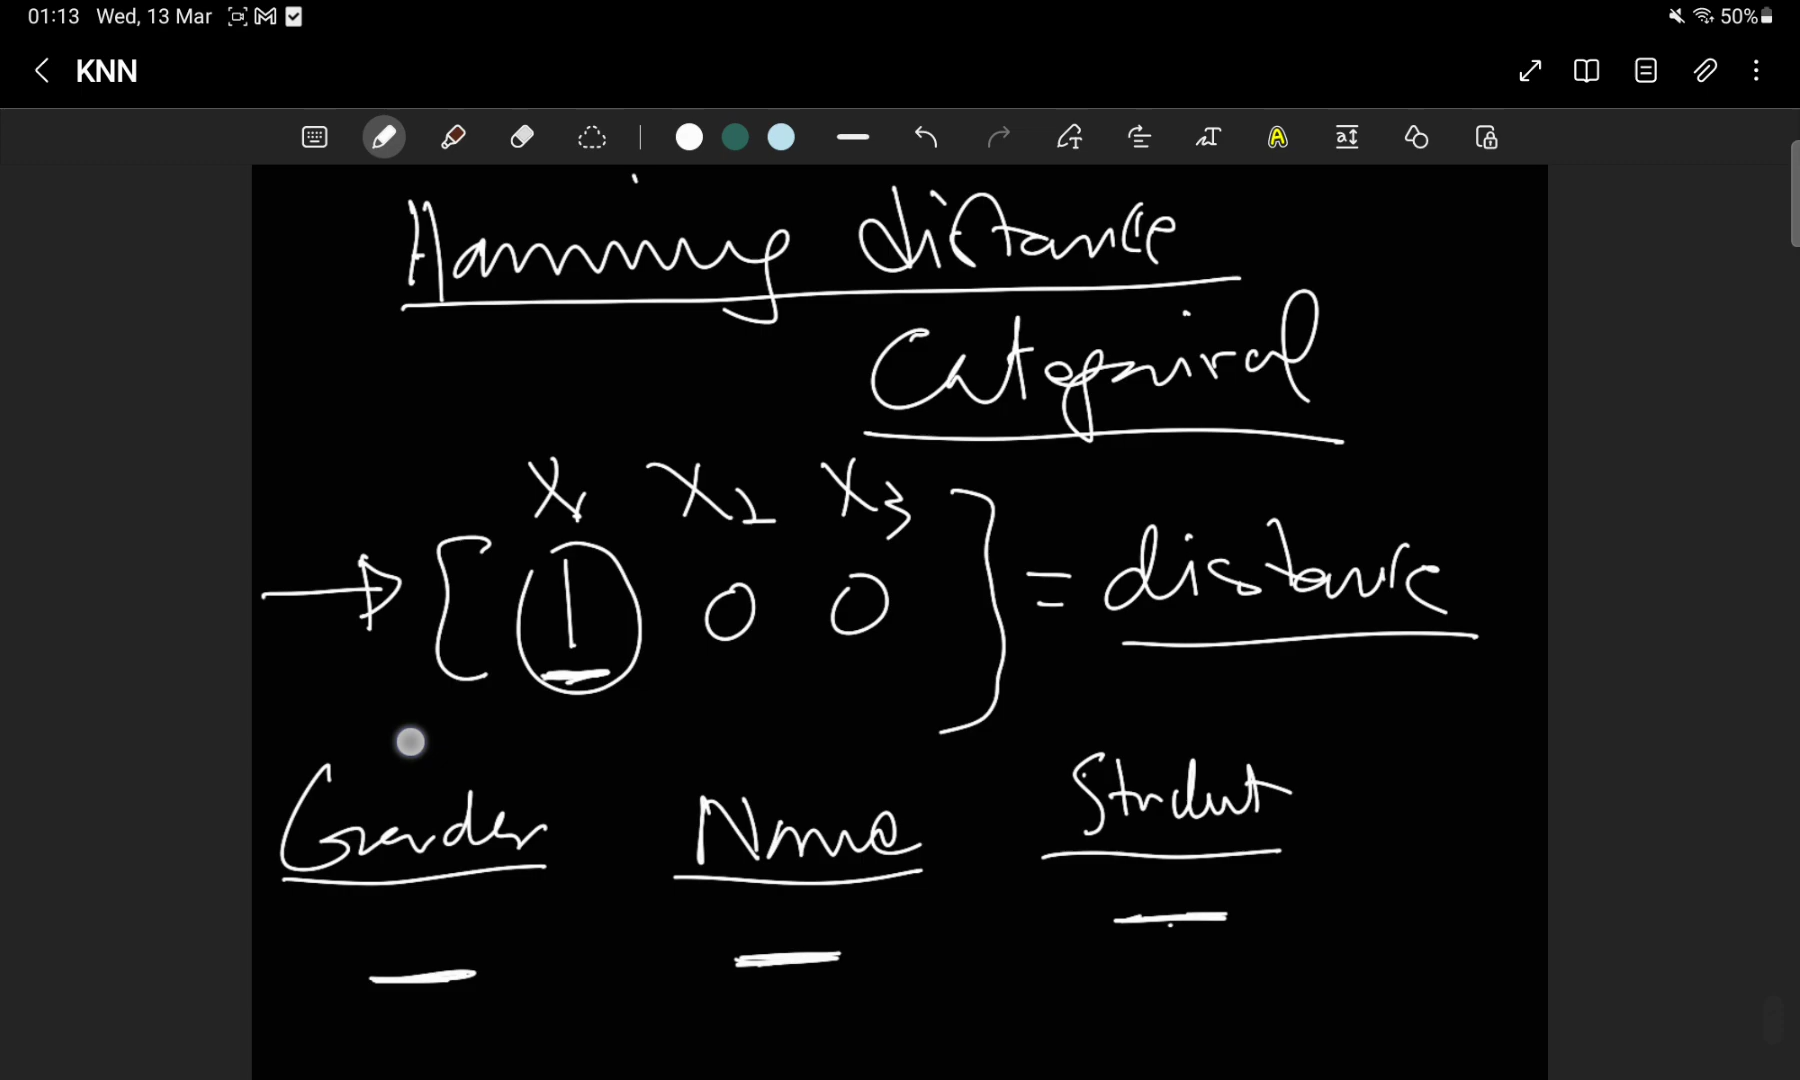 01:13 Wed, 13 Mar 50%
KNN
Hamming distance
Categorical
X1 X2 X3
[ 1 0 0 } = distance
Gender Name Student